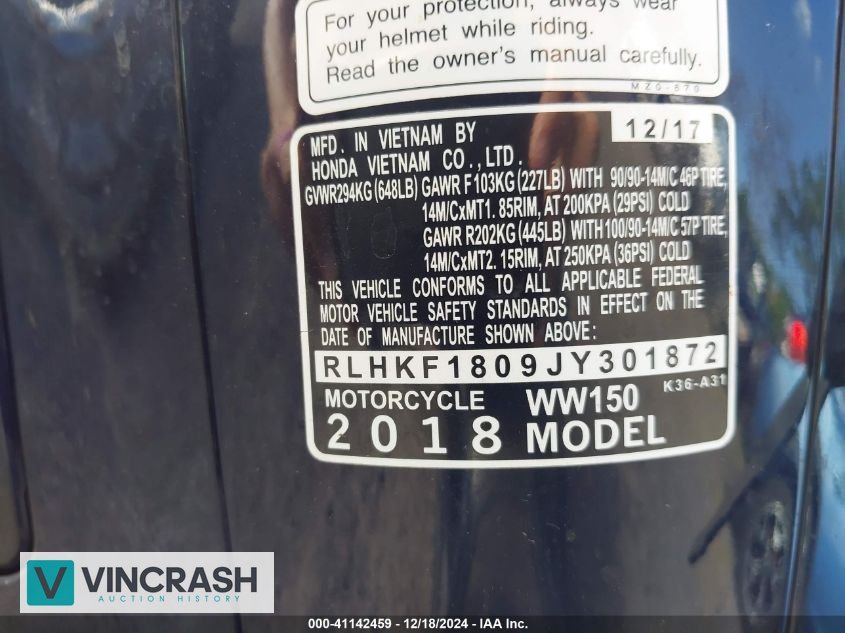 For your protection, always wear
your helmet while riding.
Read the owner's manual carefully.
MZ0-670
12/17
MFD. IN VIETNAM BY
HONDA VIETNAM CO., LTD.
GVWR294KG (648LB) GAWR F103KG (227LB) WITH 90/90-14M/C 46P TIRE,
14M/CxMT1. 85RIM, AT 200KPA (29PSI) COLD
GAWR R202KG (445LB) WITH100/90-14M/C 57P TIRE,
14M/CxMT2. 15RIM, AT 250KPA (36PSI) COLD
THIS VEHICLE CONFORMS TO ALL APPLICABLE FEDERAL
MOTOR VEHICLE SAFETY STANDARDS IN EFFECT ON THE
DATE OF MANUFACTURE SHOWN ABOVE:
RLHKF1809JY301872
K36-A31
MOTORCYCLE WW150
2018 MODEL
V VINCRASH
AUCTION HISTORY
000-41142459 – 12/18/2024 - IAA Inc.